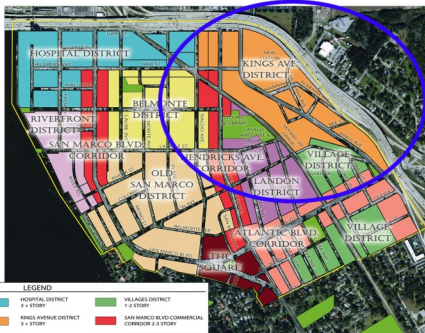 HOSPITAL DISTRICT
KINGS AVE.
DISTRICT
BELMONTE
DISTRICT
RIVERFRONT
DISTRICT
SAN MARCO BLVD.
CORRIDOR
HENDRICKS AVE.
CORRIDOR
VILLAGE
DISTRICT
OLD
SAN MARCO
DISTRICT
LANDON
DISTRICT
ATLANTIC BLVD.
CORRIDOR
VILLAGE
DISTRICT
THE
SQUARE
LEGEND
HOSPITAL DISTRICT
3 + STORY
VILLAGES DISTRICT
1-2 STORY
KINGS AVENUE DISTRICT
3 + STORY
SAN MARCO BLVD COMMERCIAL
CORRIDOR 2-3 STORY